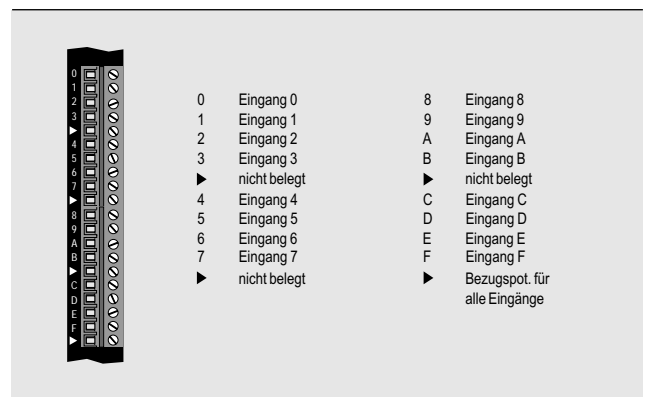 0
1
2
3
▶
4
5
6
7
▶
8
9
A
B
▶
C
D
E
F
▶
0 Eingang 0
1 Eingang 1
2 Eingang 2
3 Eingang 3
▶ nicht belegt
4 Eingang 4
5 Eingang 5
6 Eingang 6
7 Eingang 7
▶ nicht belegt
8 Eingang 8
9 Eingang 9
A Eingang A
B Eingang B
▶ nicht belegt
C Eingang C
D Eingang D
E Eingang E
F Eingang F
▶ Bezugspot. für
alle Eingänge